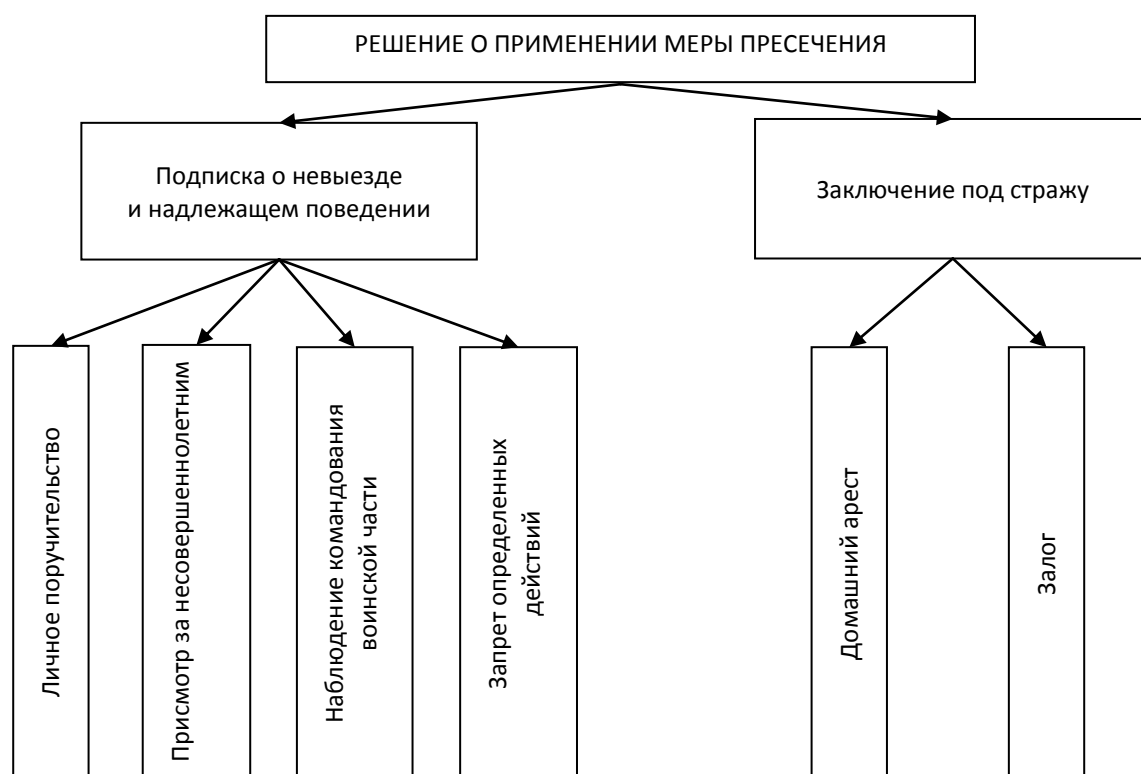 РЕШЕНИЕ О ПРИМЕНЕНИИ МЕРЫ ПРЕСЕЧЕНИЯ
Подписка о невыезде
и надлежащем поведении
Заключение под стражу
Личное поручительство
Присмотр за несовершеннолетним
Наблюдение командования
воинской части
Запрет определенных
действий
Домашний арест
Залог